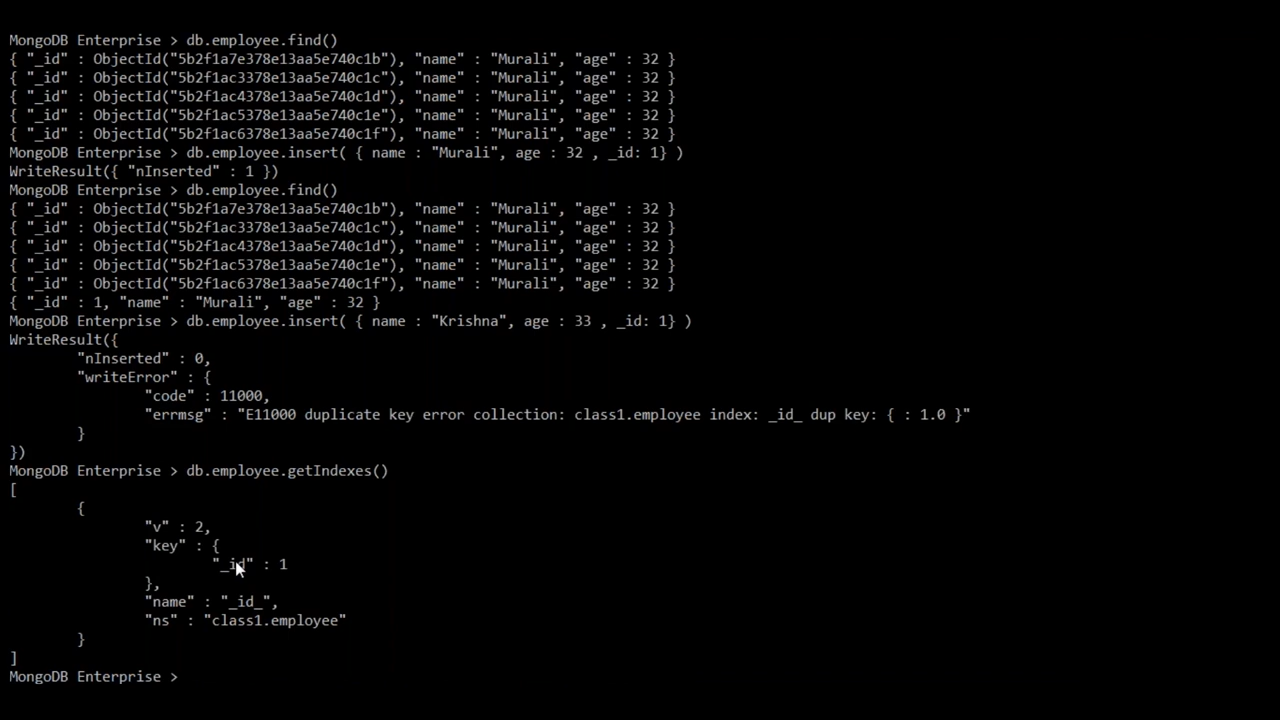 MongoDB Enterprise > db.employee.find()
{ "_id" : ObjectId("5b2f1a7e378e13aa5e740c1b"), "name" : "Murali", "age" : 32 }
{ "_id" : ObjectId("5b2f1ac3378e13aa5e740c1c"), "name" : "Murali", "age" : 32 }
{ "_id" : ObjectId("5b2f1ac4378e13aa5e740c1d"), "name" : "Murali", "age" : 32 }
{ "_id" : ObjectId("5b2f1ac5378e13aa5e740c1e"), "name" : "Murali", "age" : 32 }
{ "_id" : ObjectId("5b2f1ac6378e13aa5e740c1f"), "name" : "Murali", "age" : 32 }
MongoDB Enterprise > db.employee.insert( { name : "Murali", age : 32 , _id: 1} )
WriteResult({ "nInserted" : 1 })
MongoDB Enterprise > db.employee.find()
{ "_id" : ObjectId("5b2f1a7e378e13aa5e740c1b"), "name" : "Murali", "age" : 32 }
{ "_id" : ObjectId("5b2f1ac3378e13aa5e740c1c"), "name" : "Murali", "age" : 32 }
{ "_id" : ObjectId("5b2f1ac4378e13aa5e740c1d"), "name" : "Murali", "age" : 32 }
{ "_id" : ObjectId("5b2f1ac5378e13aa5e740c1e"), "name" : "Murali", "age" : 32 }
{ "_id" : ObjectId("5b2f1ac6378e13aa5e740c1f"), "name" : "Murali", "age" : 32 }
{ "_id" : 1, "name" : "Murali", "age" : 32 }
MongoDB Enterprise > db.employee.insert( { name : "Krishna", age : 33 , _id: 1} )
WriteResult({
        "nInserted" : 0,
        "writeError" : {
                "code" : 11000,
                "errmsg" : "E11000 duplicate key error collection: class1.employee index: _id_ dup key: { : 1.0 }"
        }
})
MongoDB Enterprise > db.employee.getIndexes()
[
        {
                "v" : 2,
                "key" : {
                        "_id" : 1
                },
                "name" : "_id_",
                "ns" : "class1.employee"
        }
]
MongoDB Enterprise >